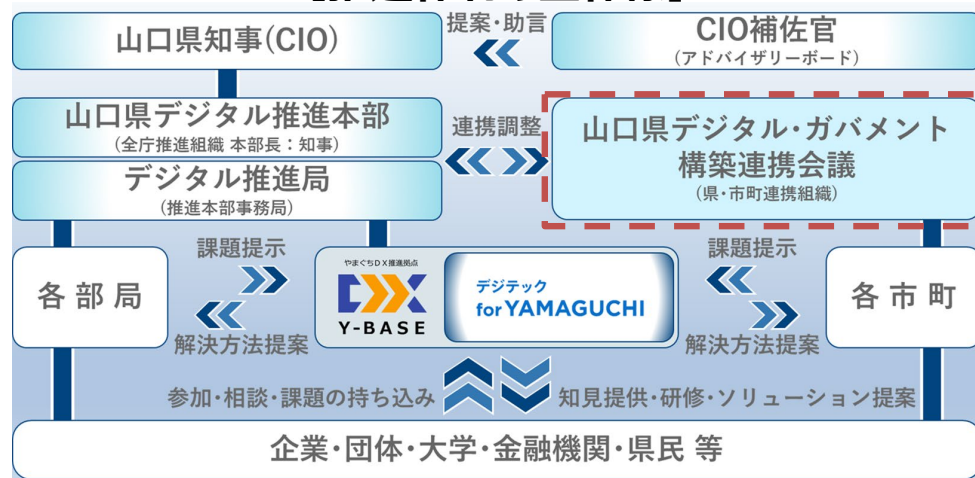 山口県知事(CIO)
提案・助言
CIO補佐官
(アドバイザリーボード)
山口県デジタル推進本部
(全庁推進組織 本部長：知事)
連携調整
山口県デジタル・ガバメント
構築連携会議
(県・市町連携組織)
デジタル推進局
(推進本部事務局)
各部局
課題提示
解決方法提案
やまぐちDX推進拠点
Y-BASE
デジテック
for YAMAGUCHI
課題提示
解決方法提案
各市町
参加・相談・課題の持ち込み
知見提供・研修・ソリューション提案
企業・団体・大学・金融機関・県民 等